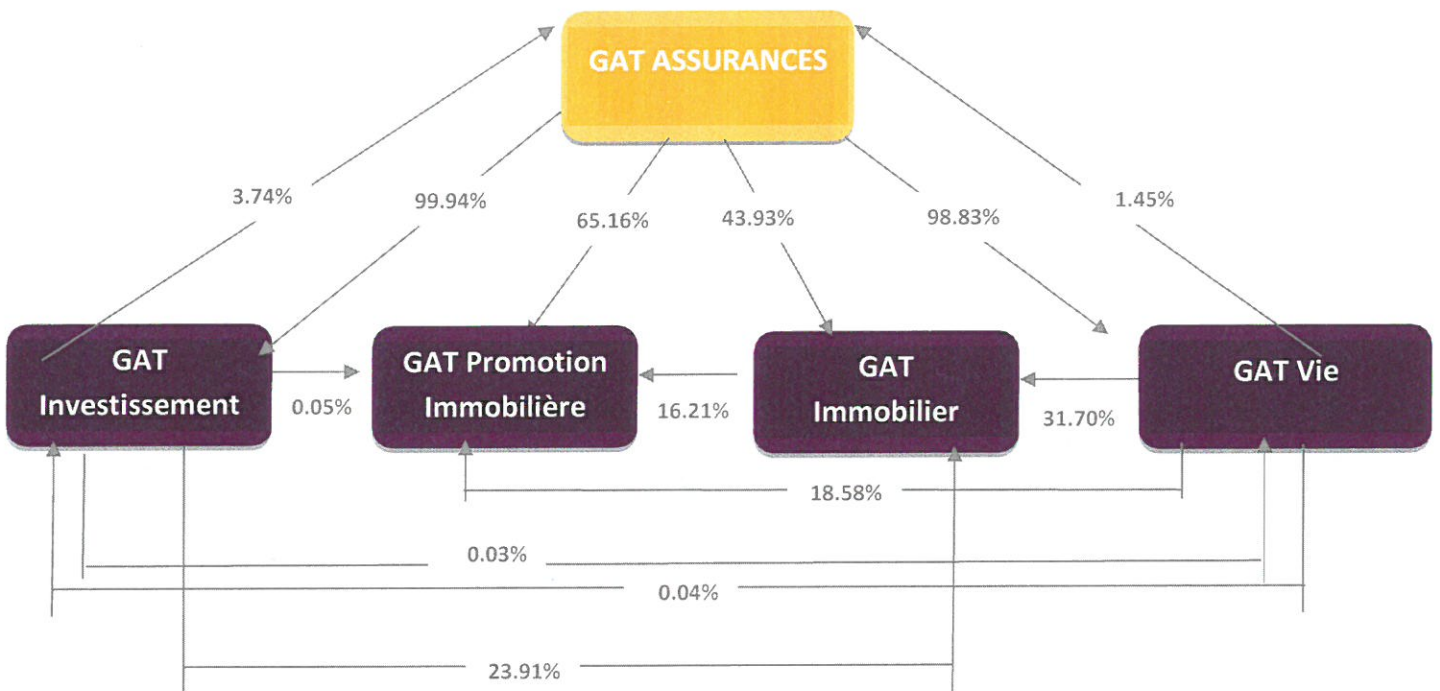 GAT ASSURANCES
3.74%
99.94%
65.16%
43.93%
98.83%
1.45%
GAT
Investissement
0.05%
GAT Promotion
Immobilière
16.21%
GAT
Immobilier
31.70%
GAT Vie
18.58%
0.03%
0.04%
23.91%